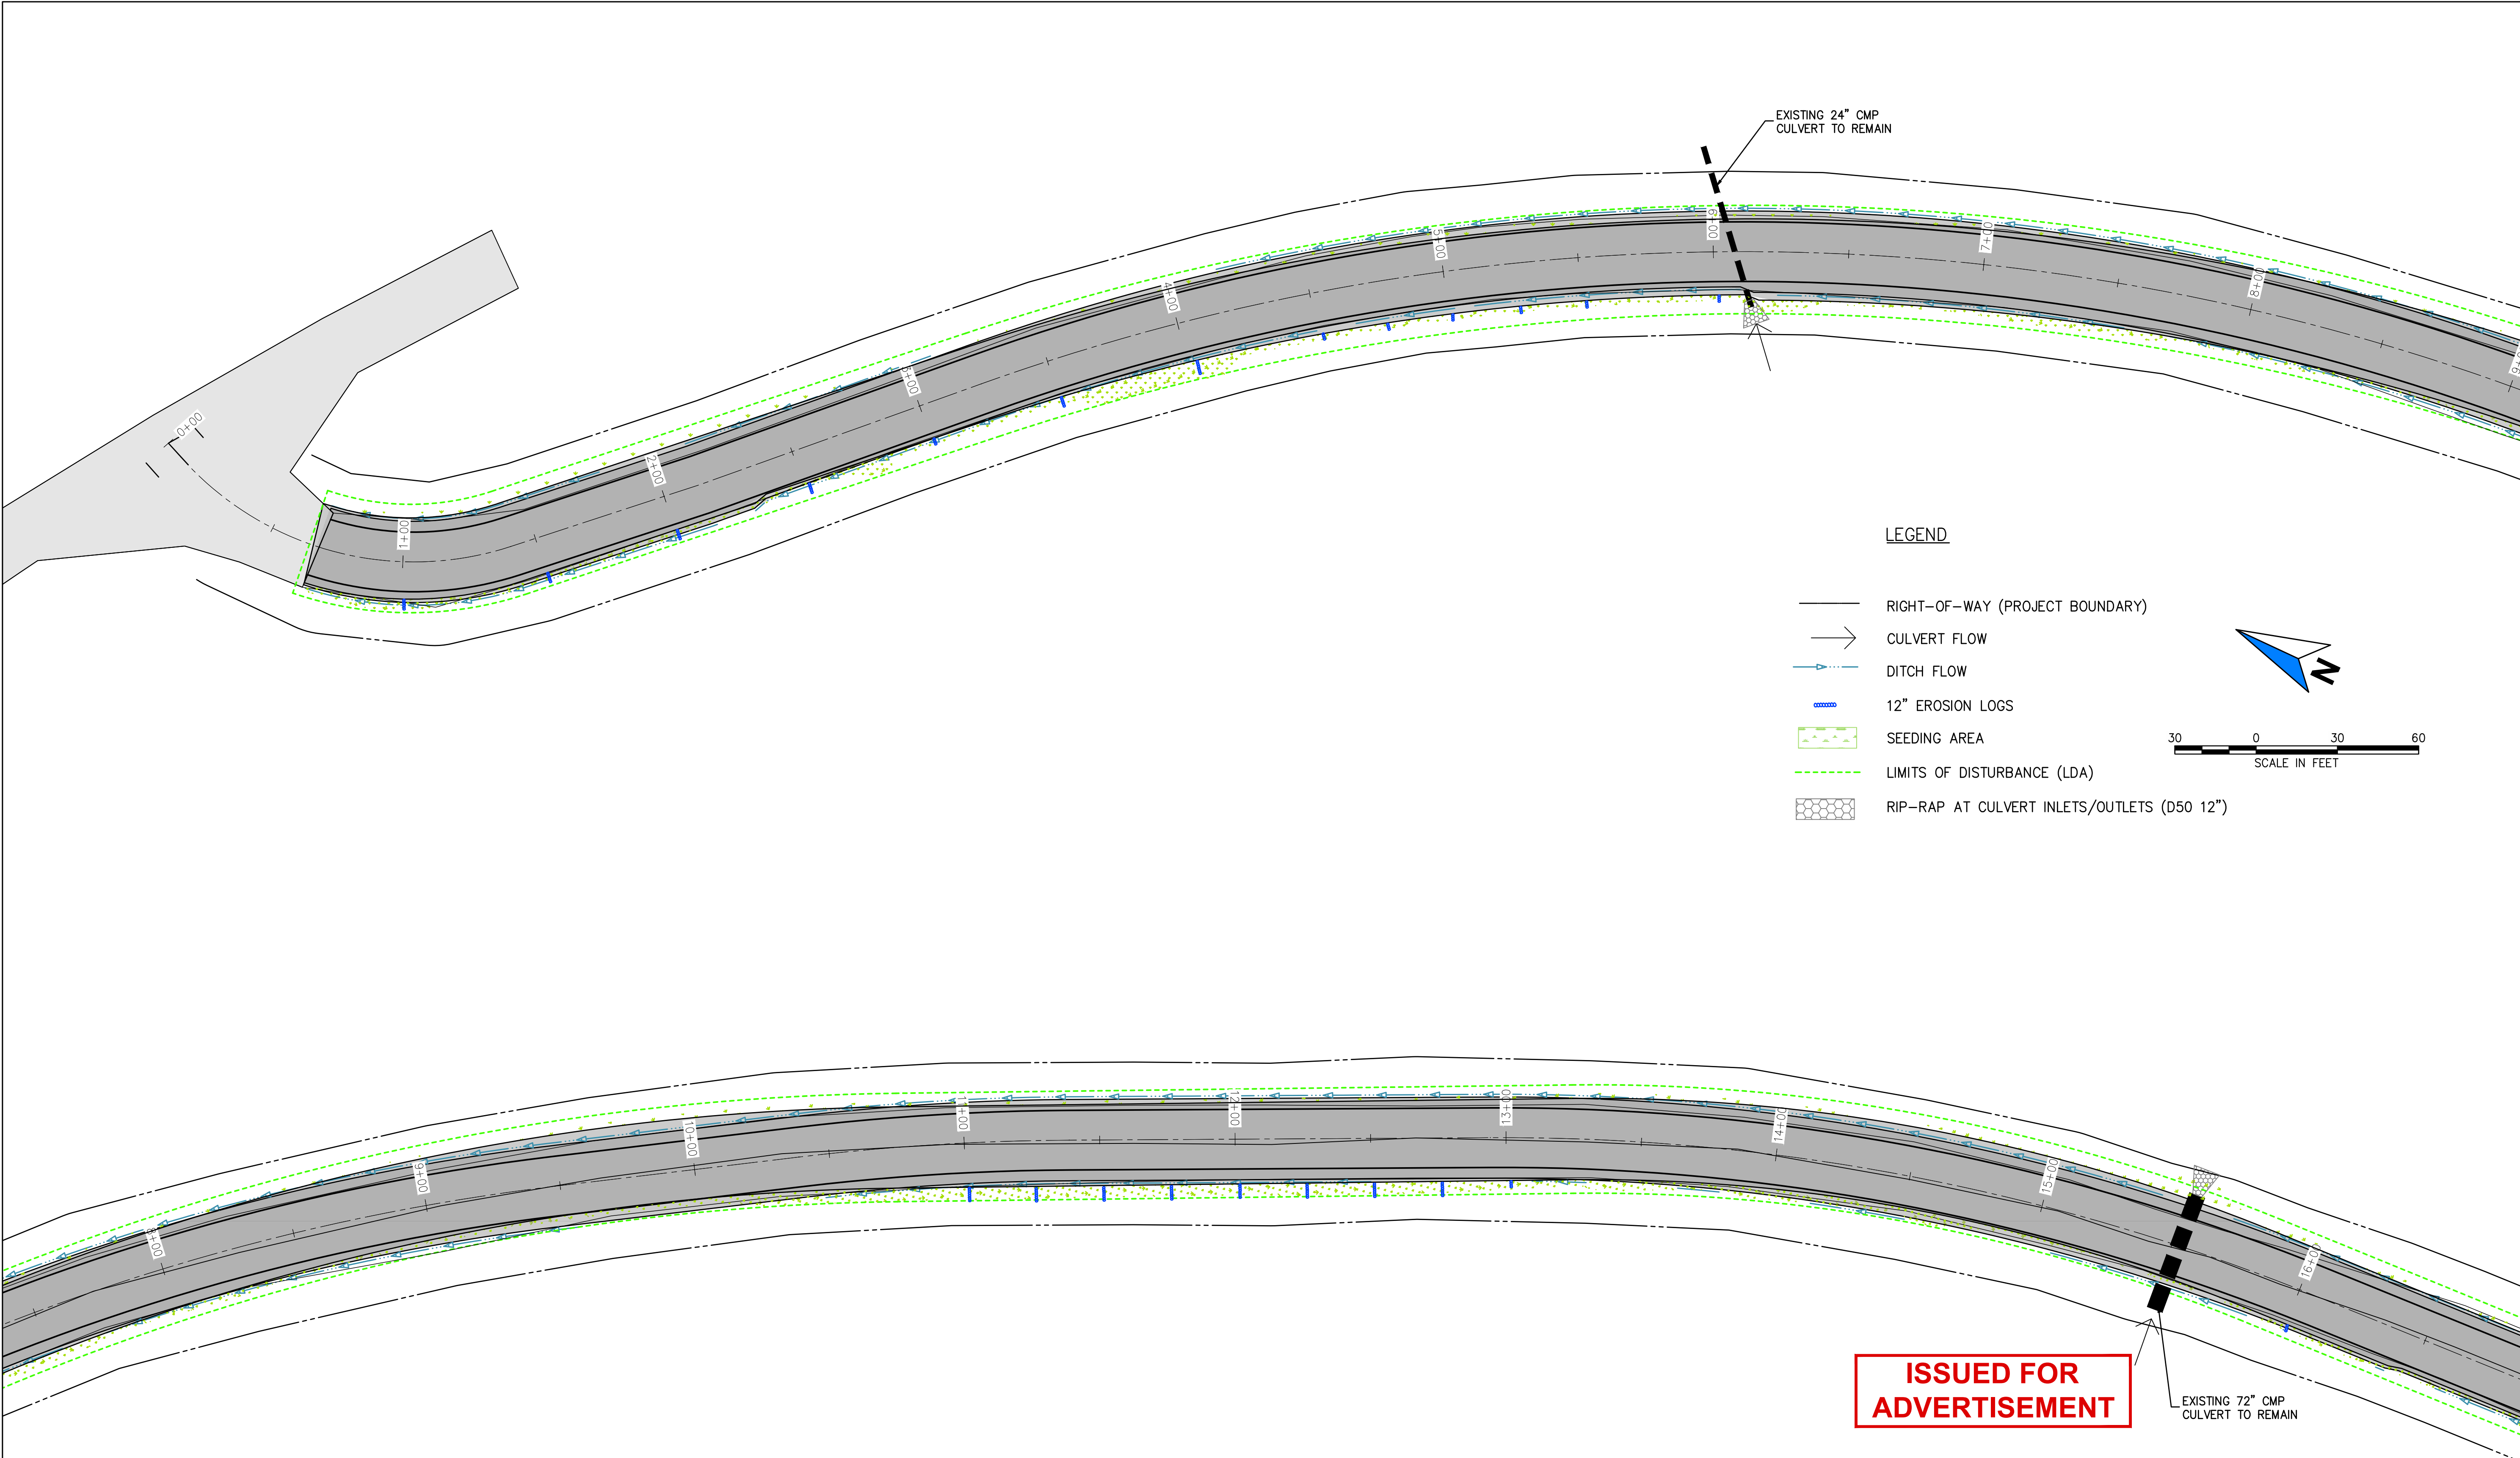 EXISTING 24" CMP
CULVERT TO REMAIN
0+00
1+00
2+00
3+00
4+00
5+00
6+00
7+00
8+00
9+00
LEGEND
RIGHT-OF-WAY (PROJECT BOUNDARY)
CULVERT FLOW
DITCH FLOW
12" EROSION LOGS
SEEDING AREA
LIMITS OF DISTURBANCE (LDA)
RIP-RAP AT CULVERT INLETS/OUTLETS (D50 12")
N
30 0 30 60
SCALE IN FEET
8+00
9+00
10+00
11+00
12+00
13+00
14+00
15+00
16+00
ISSUED FOR
ADVERTISEMENT
EXISTING 72" CMP
CULVERT TO REMAIN